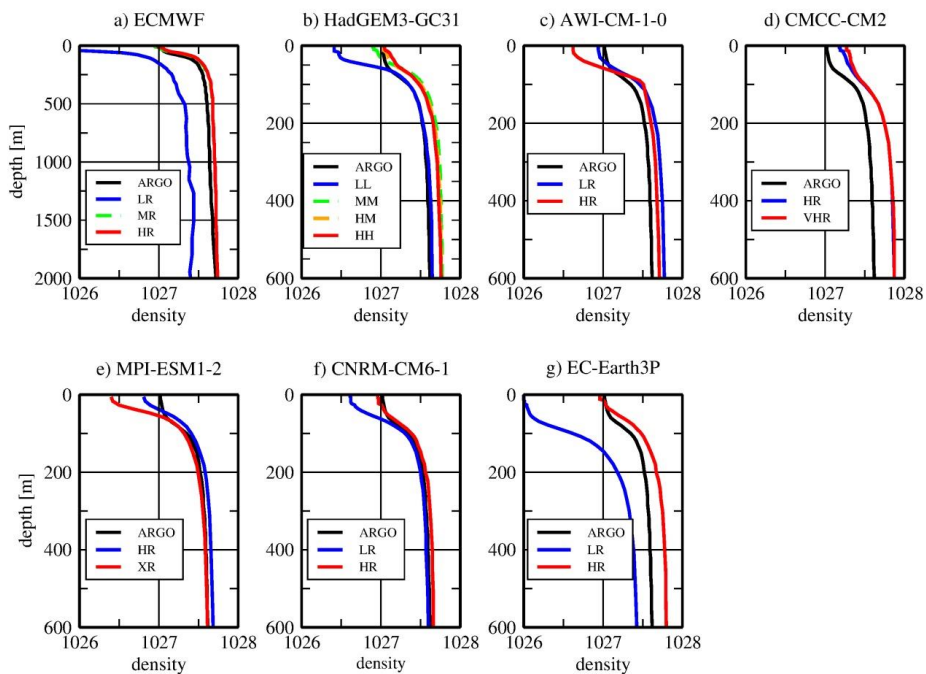 a) ECMWF
b) HadGEM3-GC31
c) AWI-CM-1-0
d) CMCC-CM2
0
500
1000
1500
2000
depth [m]
ARGO
LR
MR
HR
1026
1027
1028
density
0
200
400
600
ARGO
LL
MM
HM
HH
1026
1027
1028
density
0
200
400
600
ARGO
LR
HR
1026
1027
1028
density
0
200
400
600
ARGO
HR
VHR
1026
1027
1028
density
e) MPI-ESM1-2
f) CNRM-CM6-1
g) EC-Earth3P
0
200
400
600
depth [m]
ARGO
HR
XR
1026
1027
1028
density
0
200
400
600
ARGO
LR
HR
1026
1027
1028
density
0
200
400
600
ARGO
LR
HR
1026
1027
1028
density